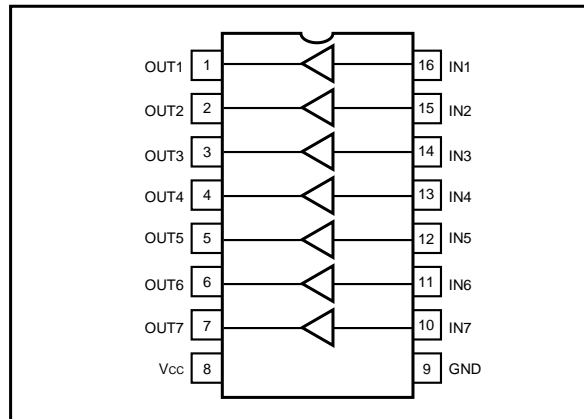 OUT1 1 16 IN1
OUT2 2 15 IN2
OUT3 3 14 IN3
OUT4 4 13 IN4
OUT5 5 12 IN5
OUT6 6 11 IN6
OUT7 7 10 IN7
Vcc 8 9 GND